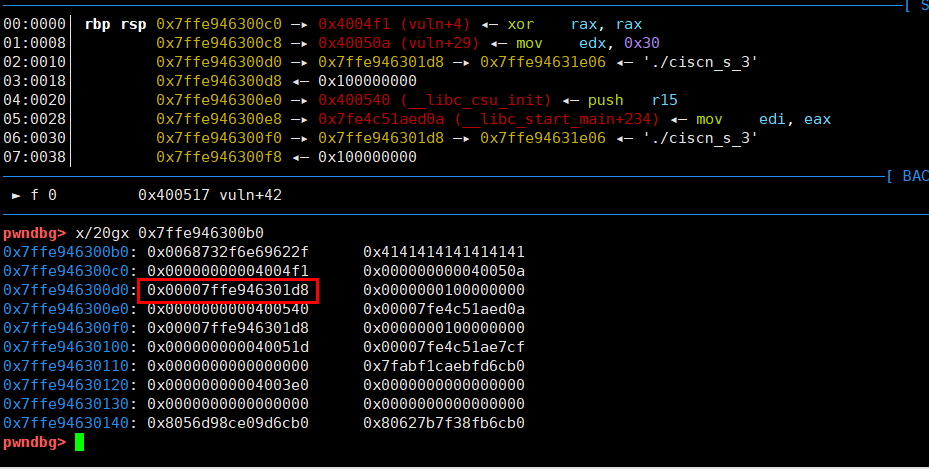 [ S
00:0000│ rbp rsp 0x7ffe946300c0 —▸ 0x4004f1 (vuln+4) ◂— xor    rax, rax
01:0008│         0x7ffe946300c8 —▸ 0x40050a (vuln+29) ◂— mov    edx, 0x30
02:0010│         0x7ffe946300d0 —▸ 0x7ffe946301d8 —▸ 0x7ffe94631e06 ◂— './ciscn_s_3'
03:0018│         0x7ffe946300d8 ◂— 0x100000000
04:0020│         0x7ffe946300e0 —▸ 0x400540 (__libc_csu_init) ◂— push   r15
05:0028│         0x7ffe946300e8 —▸ 0x7fe4c51aed0a (__libc_start_main+234) ◂— mov    edi, eax
06:0030│         0x7ffe946300f0 —▸ 0x7ffe946301d8 —▸ 0x7ffe94631e06 ◂— './ciscn_s_3'
07:0038│         0x7ffe946300f8 ◂— 0x100000000
[ BAC
► f 0         0x400517 vuln+42
pwndbg> x/20gx 0x7ffe946300b0
0x7ffe946300b0: 0x0068732f6e69622f      0x4141414141414141
0x7ffe946300c0: 0x00000000004004f1      0x000000000040050a
0x7ffe946300d0: 0x00007ffe946301d8      0x0000000100000000
0x7ffe946300e0: 0x0000000000400540      0x00007fe4c51aed0a
0x7ffe946300f0: 0x00007ffe946301d8      0x0000000100000000
0x7ffe94630100: 0x000000000040051d      0x00007fe4c51ae7cf
0x7ffe94630110: 0x0000000000000000      0x7fabf1caebfd6cb0
0x7ffe94630120: 0x00000000004003e0      0x0000000000000000
0x7ffe94630130: 0x0000000000000000      0x0000000000000000
0x7ffe94630140: 0x8056d98ce09d6cb0      0x80627b7f38fb6cb0
pwndbg>